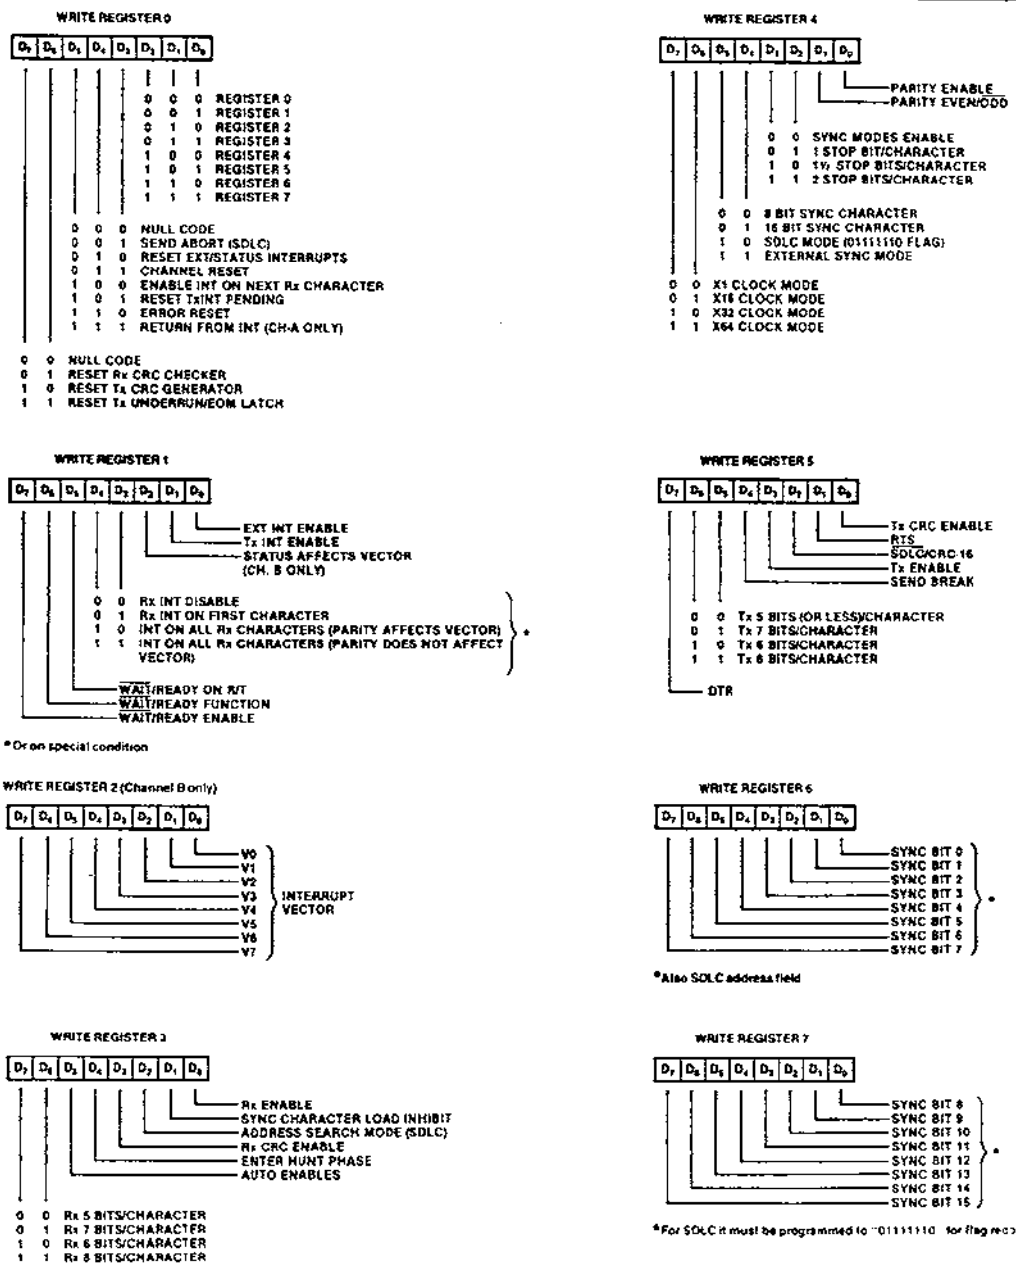 WRITE REGISTER 0
D7 D6 D5 D4 D3 D2 D1 D0
0 0 0 REGISTER 0
0 0 1 REGISTER 1
0 1 0 REGISTER 2
0 1 1 REGISTER 3
1 0 0 REGISTER 4
1 0 1 REGISTER 5
1 1 0 REGISTER 6
1 1 1 REGISTER 7
0 0 0 NULL CODE
0 0 1 SEND ABORT (SDLC)
0 1 0 RESET EXT/STATUS INTERRUPTS
0 1 1 CHANNEL RESET
1 0 0 ENABLE INT ON NEXT Rx CHARACTER
1 0 1 RESET TxINT PENDING
1 1 0 ERROR RESET
1 1 1 RETURN FROM INT (CH-A ONLY)
0 0 NULL CODE
0 1 RESET Rx CRC CHECKER
1 0 RESET Tx CRC GENERATOR
1 1 RESET Tx UNDERRUN/EOM LATCH
WRITE REGISTER 4
D7 D6 D5 D4 D3 D2 D1 D0
PARITY ENABLE
PARITY EVEN/ODD
0 0 SYNC MODES ENABLE
0 1 1 STOP BIT/CHARACTER
1 0 1½ STOP BITS/CHARACTER
1 1 2 STOP BITS/CHARACTER
0 0 8 BIT SYNC CHARACTER
0 1 16 BIT SYNC CHARACTER
1 0 SDLC MODE (01111110 FLAG)
1 1 EXTERNAL SYNC MODE
0 0 X1 CLOCK MODE
0 1 X16 CLOCK MODE
1 0 X32 CLOCK MODE
1 1 X64 CLOCK MODE
WRITE REGISTER 1
D7 D6 D5 D4 D3 D2 D1 D0
EXT INT ENABLE
Tx INT ENABLE
STATUS AFFECTS VECTOR
(CH. B ONLY)
0 0 Rx INT DISABLE
0 1 Rx INT ON FIRST CHARACTER
1 0 INT ON ALL Rx CHARACTERS (PARITY AFFECTS VECTOR)
1 1 INT ON ALL Rx CHARACTERS (PARITY DOES NOT AFFECT
VECTOR)
*
WAIT/READY ON R/T
WAIT/READY FUNCTION
WAIT/READY ENABLE
* Or on special condition
WRITE REGISTER 5
D7 D6 D5 D4 D3 D2 D1 D0
Tx CRC ENABLE
RTS
SDLC/CRC-16
Tx ENABLE
SEND BREAK
0 0 Tx 5 BITS (OR LESS)/CHARACTER
0 1 Tx 7 BITS/CHARACTER
1 0 Tx 6 BITS/CHARACTER
1 1 Tx 8 BITS/CHARACTER
DTR
WRITE REGISTER 2 (Channel B only)
D7 D6 D5 D4 D3 D2 D1 D0
V0
V1
V2
V3
V4
V5
V6
V7
INTERRUPT
VECTOR
WRITE REGISTER 6
D7 D6 D5 D4 D3 D2 D1 D0
SYNC BIT 0
SYNC BIT 1
SYNC BIT 2
SYNC BIT 3
SYNC BIT 4
SYNC BIT 5
SYNC BIT 6
SYNC BIT 7
*
*Also SDLC address field
WRITE REGISTER 3
D7 D6 D5 D4 D3 D2 D1 D0
Rx ENABLE
SYNC CHARACTER LOAD INHIBIT
ADDRESS SEARCH MODE (SDLC)
Rx CRC ENABLE
ENTER HUNT PHASE
AUTO ENABLES
0 0 Rx 5 BITS/CHARACTER
0 1 Rx 7 BITS/CHARACTER
1 0 Rx 6 BITS/CHARACTER
1 1 Rx 8 BITS/CHARACTER
WRITE REGISTER 7
D7 D6 D5 D4 D3 D2 D1 D0
SYNC BIT 8
SYNC BIT 9
SYNC BIT 10
SYNC BIT 11
SYNC BIT 12
SYNC BIT 13
SYNC BIT 14
SYNC BIT 15
*
*For SDLC it must be programmed to "01111110 for flag